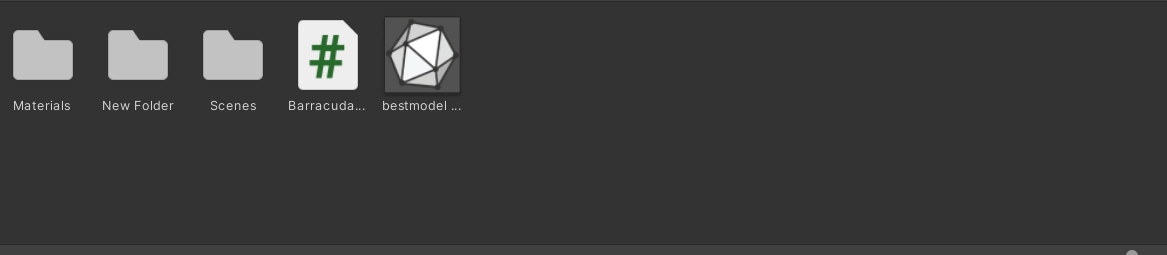 Materials
New Folder
Scenes
Barracuda...
bestmodel ...